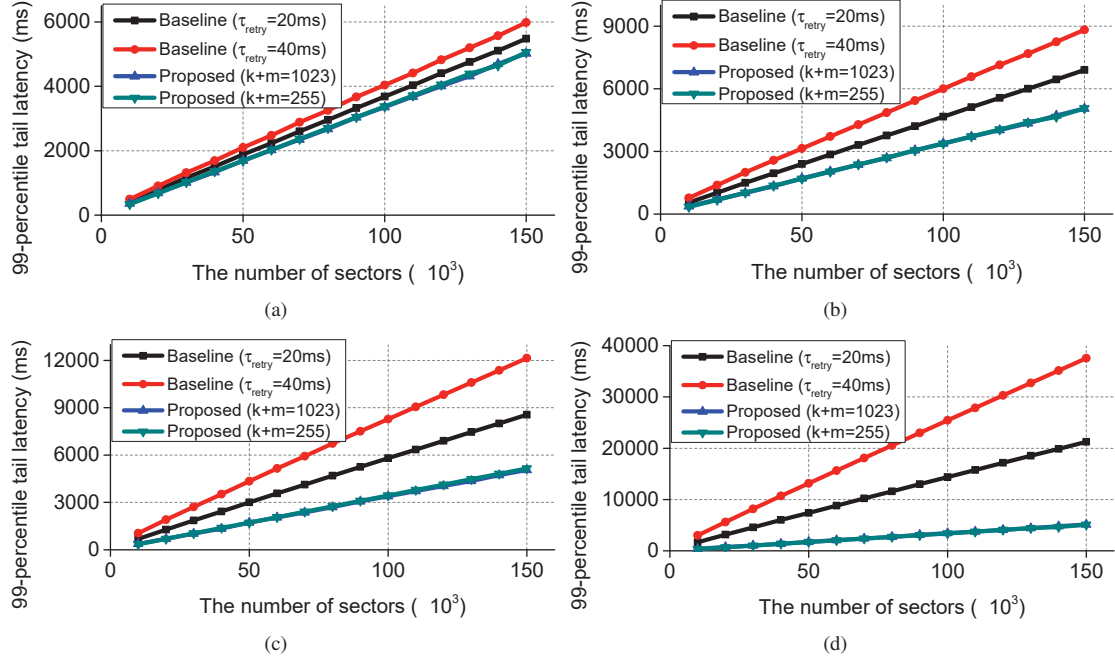 99-percentile tail latency (ms)
6000
4000
2000
0
Baseline (τretry=20ms)
Baseline (τretry=40ms)
Proposed (k+m=1023)
Proposed (k+m=255)
0 50 100 150
The number of sectors ( 10³)
(a)
99-percentile tail latency (ms)
9000
6000
3000
0
Baseline (τretry=20ms)
Baseline (τretry=40ms)
Proposed (k+m=1023)
Proposed (k+m=255)
0 50 100 150
The number of sectors ( 10³)
(b)
99-percentile tail latency (ms)
12000
9000
6000
3000
0
Baseline (τretry=20ms)
Baseline (τretry=40ms)
Proposed (k+m=1023)
Proposed (k+m=255)
0 50 100 150
The number of sectors ( 10³)
(c)
99-percentile tail latency (ms)
40000
30000
20000
10000
0
Baseline (τretry=20ms)
Baseline (τretry=40ms)
Proposed (k+m=1023)
Proposed (k+m=255)
0 50 100 150
The number of sectors ( 10³)
(d)